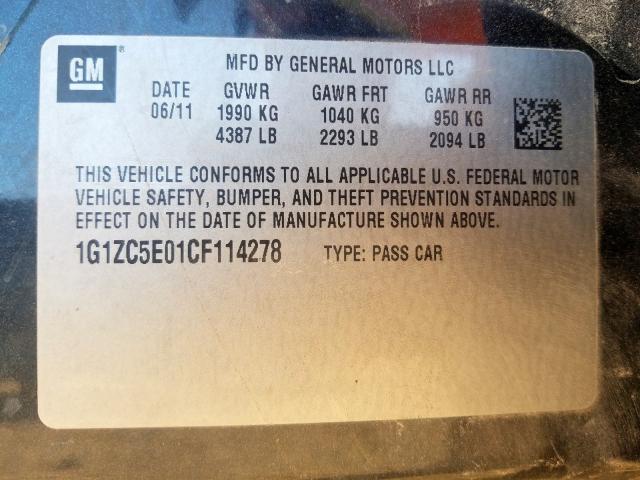 GM
MFD BY GENERAL MOTORS LLC
DATE GVWR GAWR FRT GAWR RR
06/11 1990 KG 1040 KG 950 KG
4387 LB 2293 LB 2094 LB
THIS VEHICLE CONFORMS TO ALL APPLICABLE U.S. FEDERAL MOTOR
VEHICLE SAFETY, BUMPER, AND THEFT PREVENTION STANDARDS IN
EFFECT ON THE DATE OF MANUFACTURE SHOWN ABOVE.
1G1ZC5E01CF114278 TYPE: PASS CAR